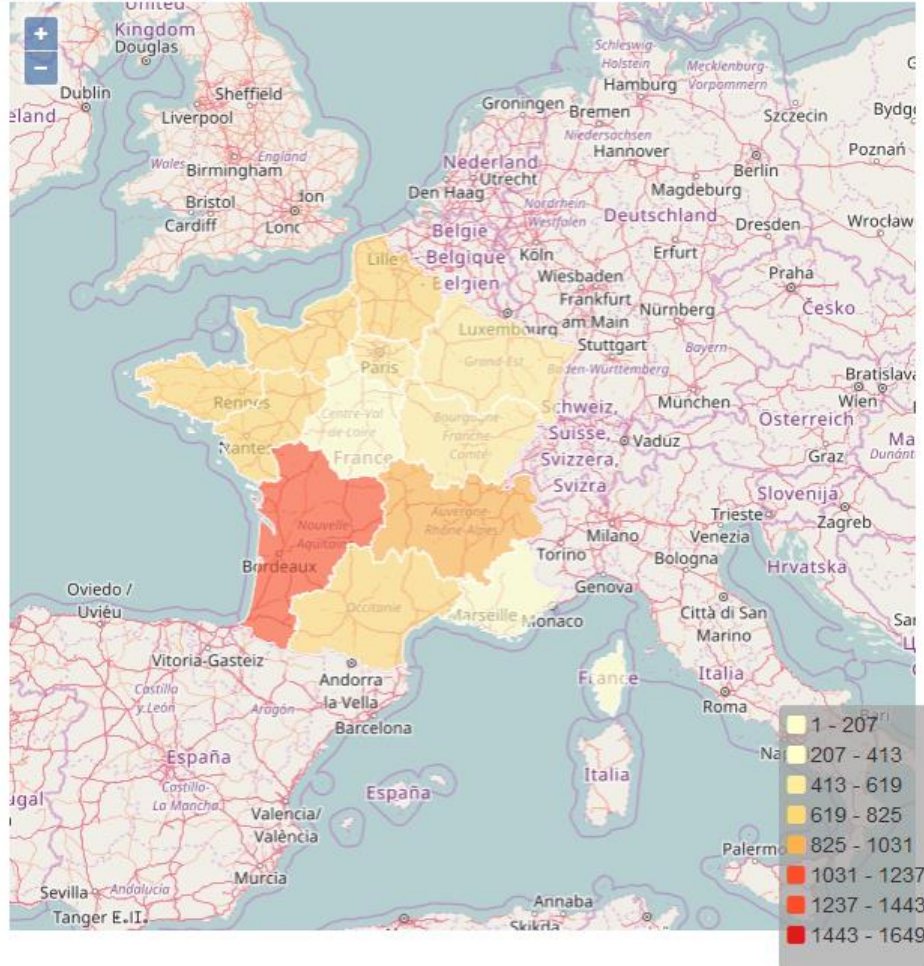 United
Kingdom
+
Douglas
−
Dublin
Sheffield
eland
Liverpool
Wales
England
Birmingham
Bristol
Cardiff
Schleswig-
Holstein
Mecklenburg-
Vorpommern
Hamburg
Groningen
Bremen
Szczecin
Niedersachsen
Hannover
Berlin
Poznań
Nederland
Utrecht
Den Haag
Magdeburg
Nordrhein-
Westfalen
Deutschland
België
- Belgique
Köln
Erfurt
Dresden
Wrocław
Lille
Wiesbaden
Frankfurt
am Main
Praha
Česko
Nürnberg
Luxembourg
Stuttgart
Bayern
Baden-Württemberg
Grand-Est
Paris
Rennes
Nantes
Centre-Val
de-Loire
France
Bourgogne-
Franche-
Comté
Schweiz,
Suisse,
Svizzera,
Svizra
München
Vaduz
Bratislava
Wien
Österreich
Graz
Slovenija
Zagreb
Hrvatska
Trieste
Venezia
Milano
Torino
Bologna
Genova
Auvergne-
Rhône-Alpes
Nouvelle
Aquitaine
Bordeaux
Occitanie
Marseille
Monaco
Città di San
Marino
Italia
Roma
Bari
France
Italia
Oviedo /
Uviéu
Vitoria-Gasteiz
Andorra
la Vella
Barcelona
Castilla
y León
Aragón
España
Castilla-
La Mancha
España
Valencia/
València
Murcia
Sevilla
Andalucía
Tanger
Palermo
Annaba
Skikda
1 - 207
207 - 413
413 - 619
619 - 825
825 - 1031
1031 - 1237
1237 - 1443
1443 - 1649